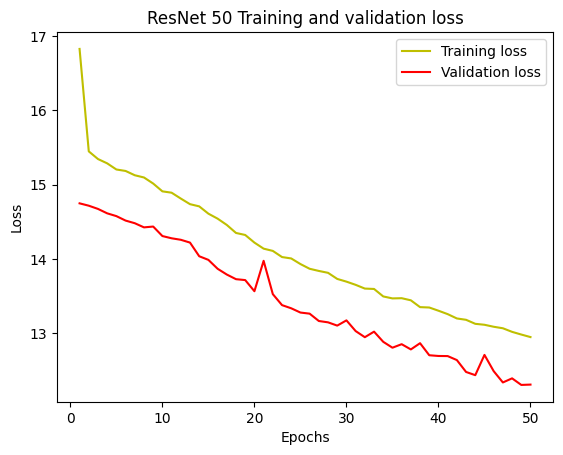 ResNet 50 Training and validation loss
Training loss
Validation loss
17
16
15
14
13
Loss
0
10
20
30
40
50
Epochs